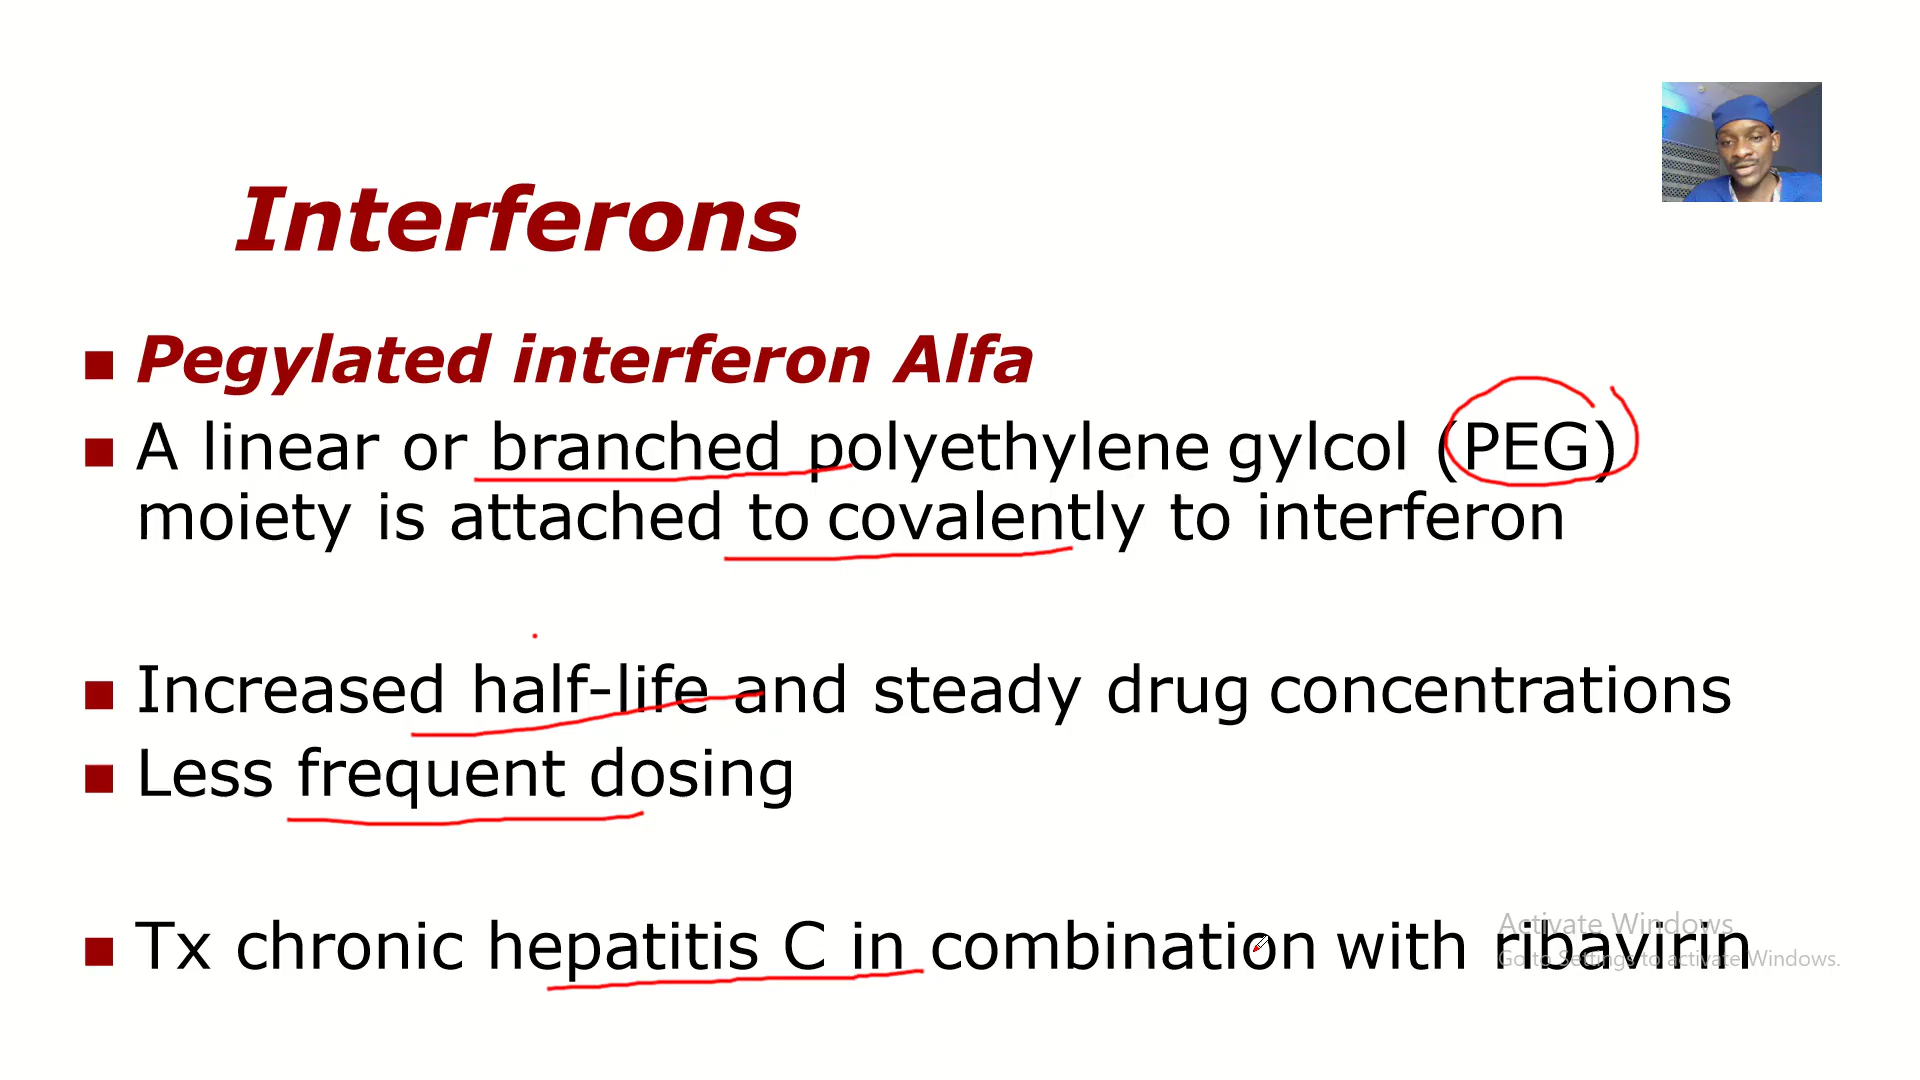 Interferons
Pegylated interferon Alfa
A linear or branched polyethylene gylcol (PEG)
moiety is attached to covalently to interferon
Increased half-life and steady drug concentrations
Less frequent dosing
Tx chronic hepatitis C in combination with ribavirin
Activate Windows
Go to Settings to activate Windows.